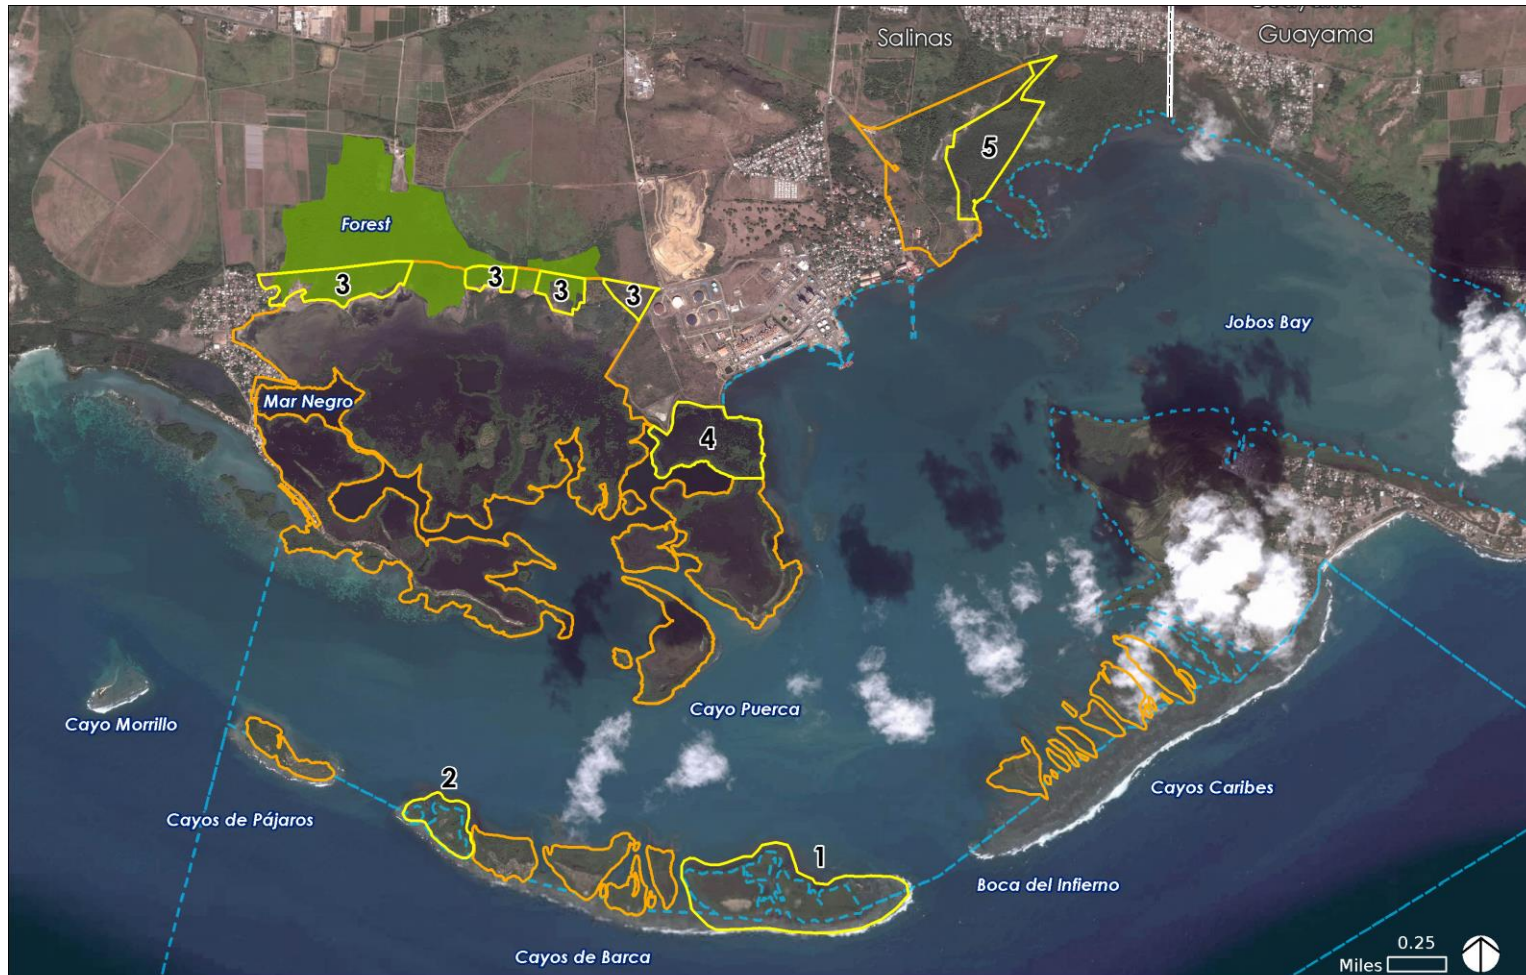 Guayama
Salinas
Guayama
5
Forest
3
3
3
3
Jobos Bay
Mar Negro
4
Cayo Puerca
Cayo Morrillo
2
Cayos Caribes
Cayos de Pájaros
1
Boca del Infierno
Cayos de Barca
0.25
Miles